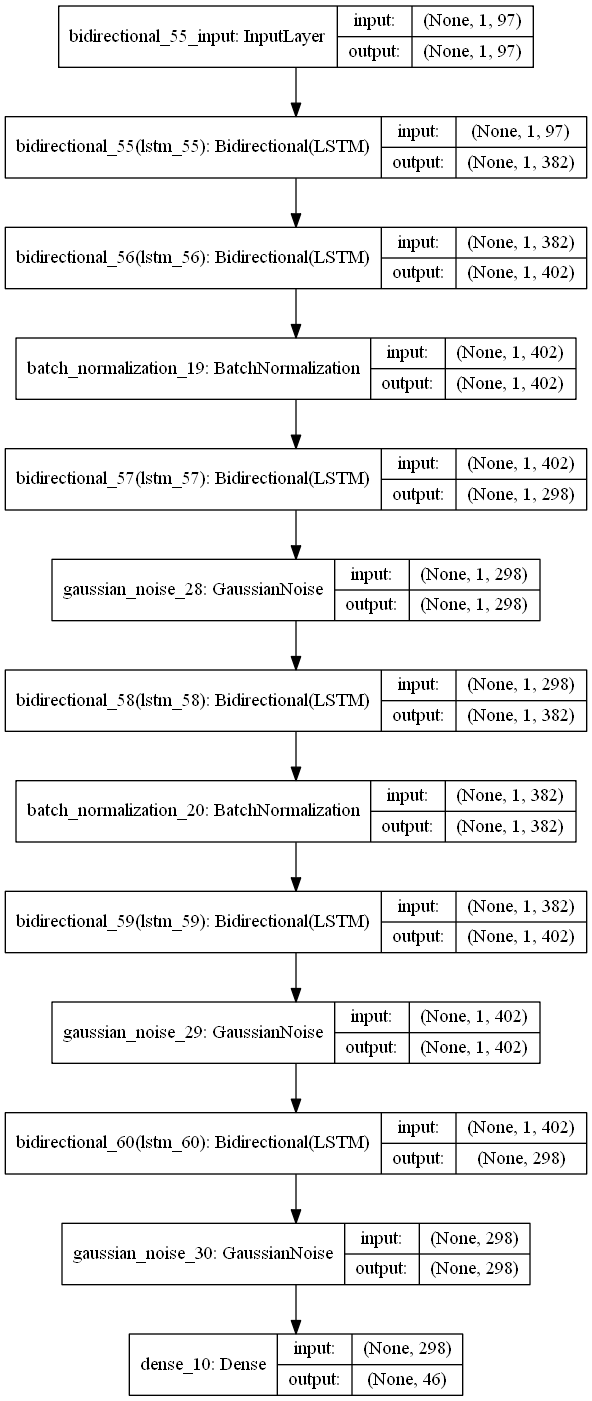 bidirectional_55_input: InputLayer
input: (None, 1, 97)
output: (None, 1, 97)
bidirectional_55(lstm_55): Bidirectional(LSTM)
input: (None, 1, 97)
output: (None, 1, 382)
bidirectional_56(lstm_56): Bidirectional(LSTM)
input: (None, 1, 382)
output: (None, 1, 402)
batch_normalization_19: BatchNormalization
input: (None, 1, 402)
output: (None, 1, 402)
bidirectional_57(lstm_57): Bidirectional(LSTM)
input: (None, 1, 402)
output: (None, 1, 298)
gaussian_noise_28: GaussianNoise
input: (None, 1, 298)
output: (None, 1, 298)
bidirectional_58(lstm_58): Bidirectional(LSTM)
input: (None, 1, 298)
output: (None, 1, 382)
batch_normalization_20: BatchNormalization
input: (None, 1, 382)
output: (None, 1, 382)
bidirectional_59(lstm_59): Bidirectional(LSTM)
input: (None, 1, 382)
output: (None, 1, 402)
gaussian_noise_29: GaussianNoise
input: (None, 1, 402)
output: (None, 1, 402)
bidirectional_60(lstm_60): Bidirectional(LSTM)
input: (None, 1, 402)
output: (None, 298)
gaussian_noise_30: GaussianNoise
input: (None, 298)
output: (None, 298)
dense_10: Dense
input: (None, 298)
output: (None, 46)